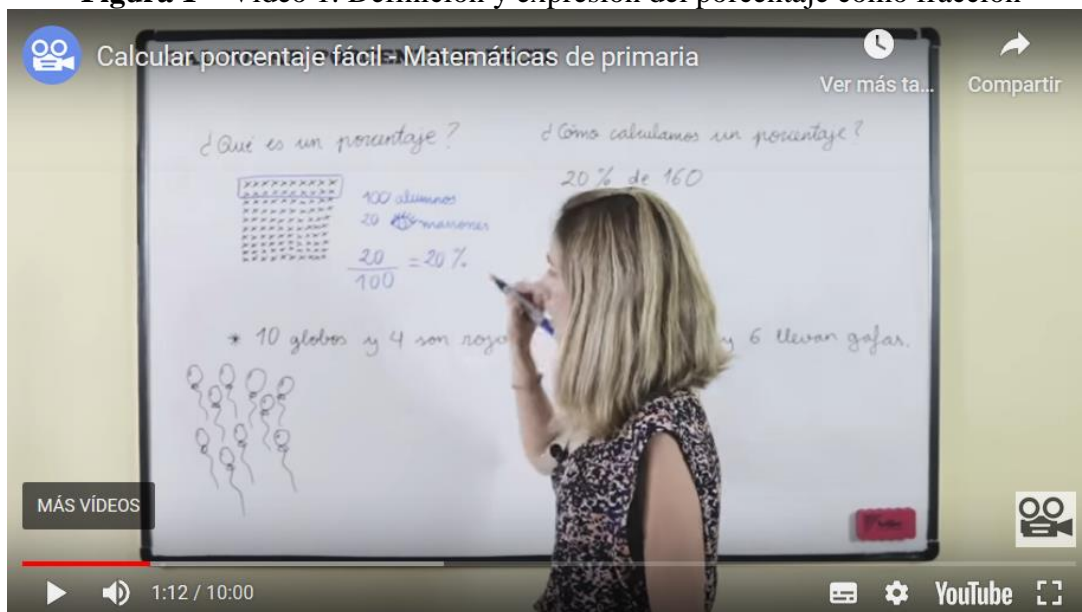 Figura 1 – Vídeo 1: Definición y expresión del porcentaje como fracción
Calcular porcentaje fácil - Matemáticas de primaria
Ver más ta...
Compartir
¿Qué es un porcentaje?
100 alumnos
20 marrones
20
100
= 20 %
¿Cómo calculamos un porcentaje?
20 % de 160
* 10 globos y 4 son rojo
y 6 llevan gafas.
MÁS VÍDEOS
1:12 / 10:00
YouTube